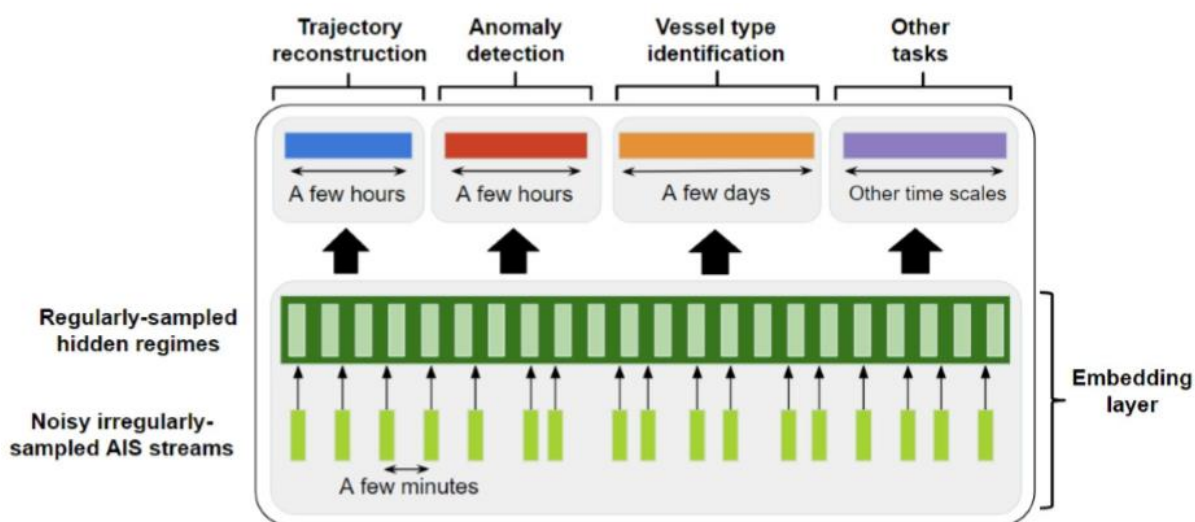 Trajectory
reconstruction
Anomaly
detection
Vessel type
identification
Other
tasks
A few hours
A few hours
A few days
Other time scales
Regularly-sampled
hidden regimes
Embedding
layer
Noisy irregularly-
sampled AIS streams
A few minutes